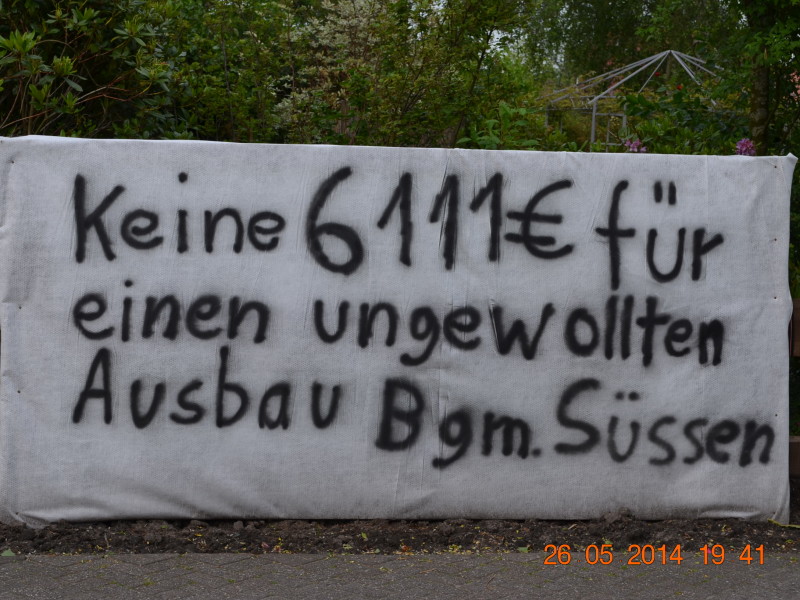 Keine 6111€ für
einen ungewollten
Ausbau Bgm. Süssen
26 05 2014 19 41